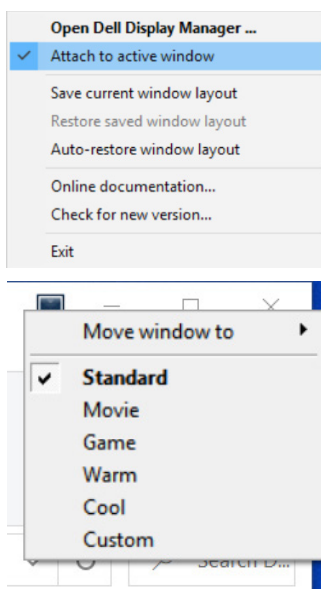 Open Dell Display Manager ...
Attach to active window
Save current window layout
Restore saved window layout
Auto-restore window layout
Online documentation...
Check for new version...
Exit
Move window to
Standard
Movie
Game
Warm
Cool
Custom
Search D...